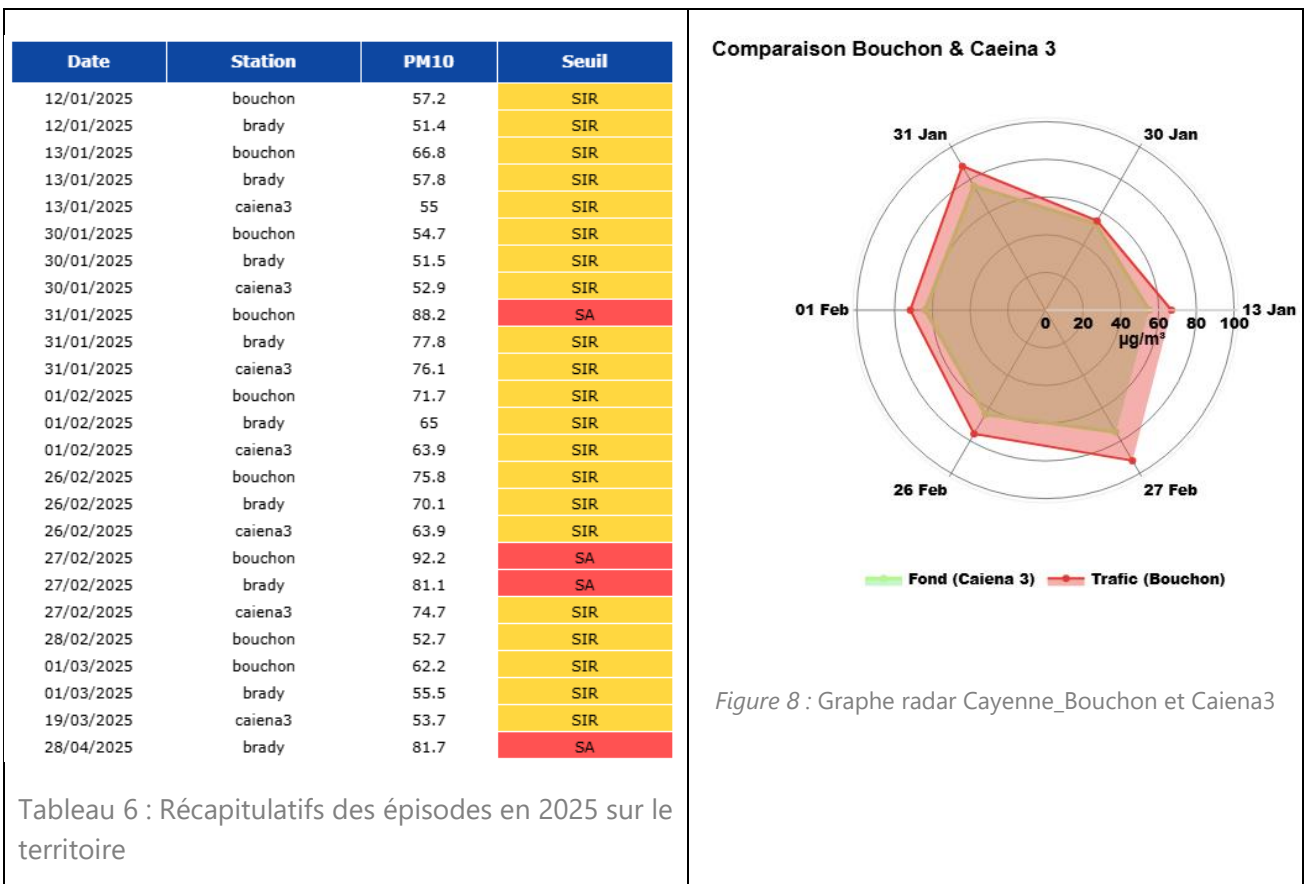 Date Station PM10 Seuil
12/01/2025 bouchon 57.2 SIR
12/01/2025 brady 51.4 SIR
13/01/2025 bouchon 66.8 SIR
13/01/2025 brady 57.8 SIR
13/01/2025 caiena3 55 SIR
30/01/2025 bouchon 54.7 SIR
30/01/2025 brady 51.5 SIR
30/01/2025 caiena3 52.9 SIR
31/01/2025 bouchon 88.2 SA
31/01/2025 brady 77.8 SIR
31/01/2025 caiena3 76.1 SIR
01/02/2025 bouchon 71.7 SIR
01/02/2025 brady 65 SIR
01/02/2025 caiena3 63.9 SIR
26/02/2025 bouchon 75.8 SIR
26/02/2025 brady 70.1 SIR
26/02/2025 caiena3 63.9 SIR
27/02/2025 bouchon 92.2 SA
27/02/2025 brady 81.1 SA
27/02/2025 caiena3 74.7 SIR
28/02/2025 bouchon 52.7 SIR
01/03/2025 bouchon 62.2 SIR
01/03/2025 brady 55.5 SIR
19/03/2025 caiena3 53.7 SIR
28/04/2025 brady 81.7 SA
Tableau 6 : Récapitulatifs des épisodes en 2025 sur le
territoire
Comparaison Bouchon & Caeina 3
31 Jan 30 Jan
01 Feb 13 Jan
0 20 40 60 80 100
µg/m³
26 Feb 27 Feb
Fond (Caiena 3) Trafic (Bouchon)
Figure 8 : Graphe radar Cayenne_Bouchon et Caiena3